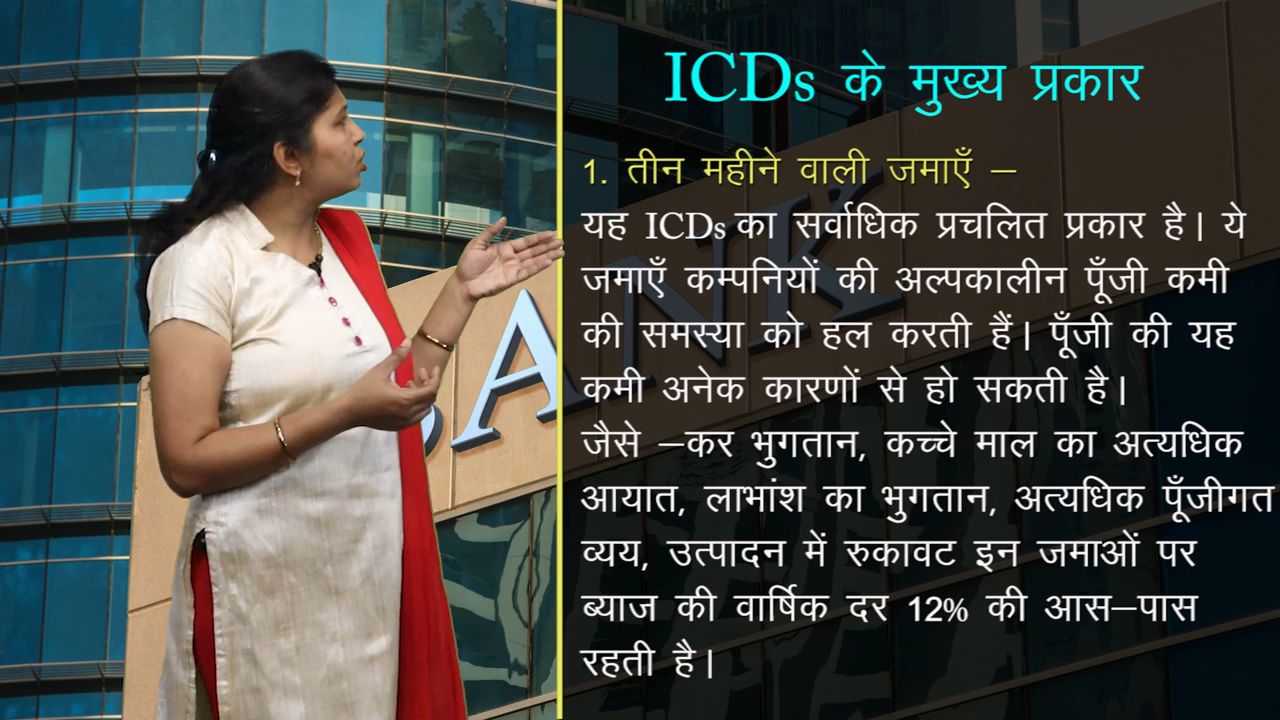 ICDs के मुख्य प्रकार
1. तीन महीने वाली जमाएँ –
यह ICDs का सर्वाधिक प्रचलित प्रकार है। ये
जमाएँ कम्पनियों की अल्पकालीन पूँजी कमी
की समस्या को हल करती हैं। पूँजी की यह
कमी अनेक कारणों से हो सकती है।
जैसे –कर भुगतान, कच्चे माल का अत्यधिक
आयात, लाभांश का भुगतान, अत्यधिक पूँजीगत
व्यय, उत्पादन में रुकावट इन जमाओं पर
ब्याज की वार्षिक दर 12% की आस–पास
रहती है।
BANK